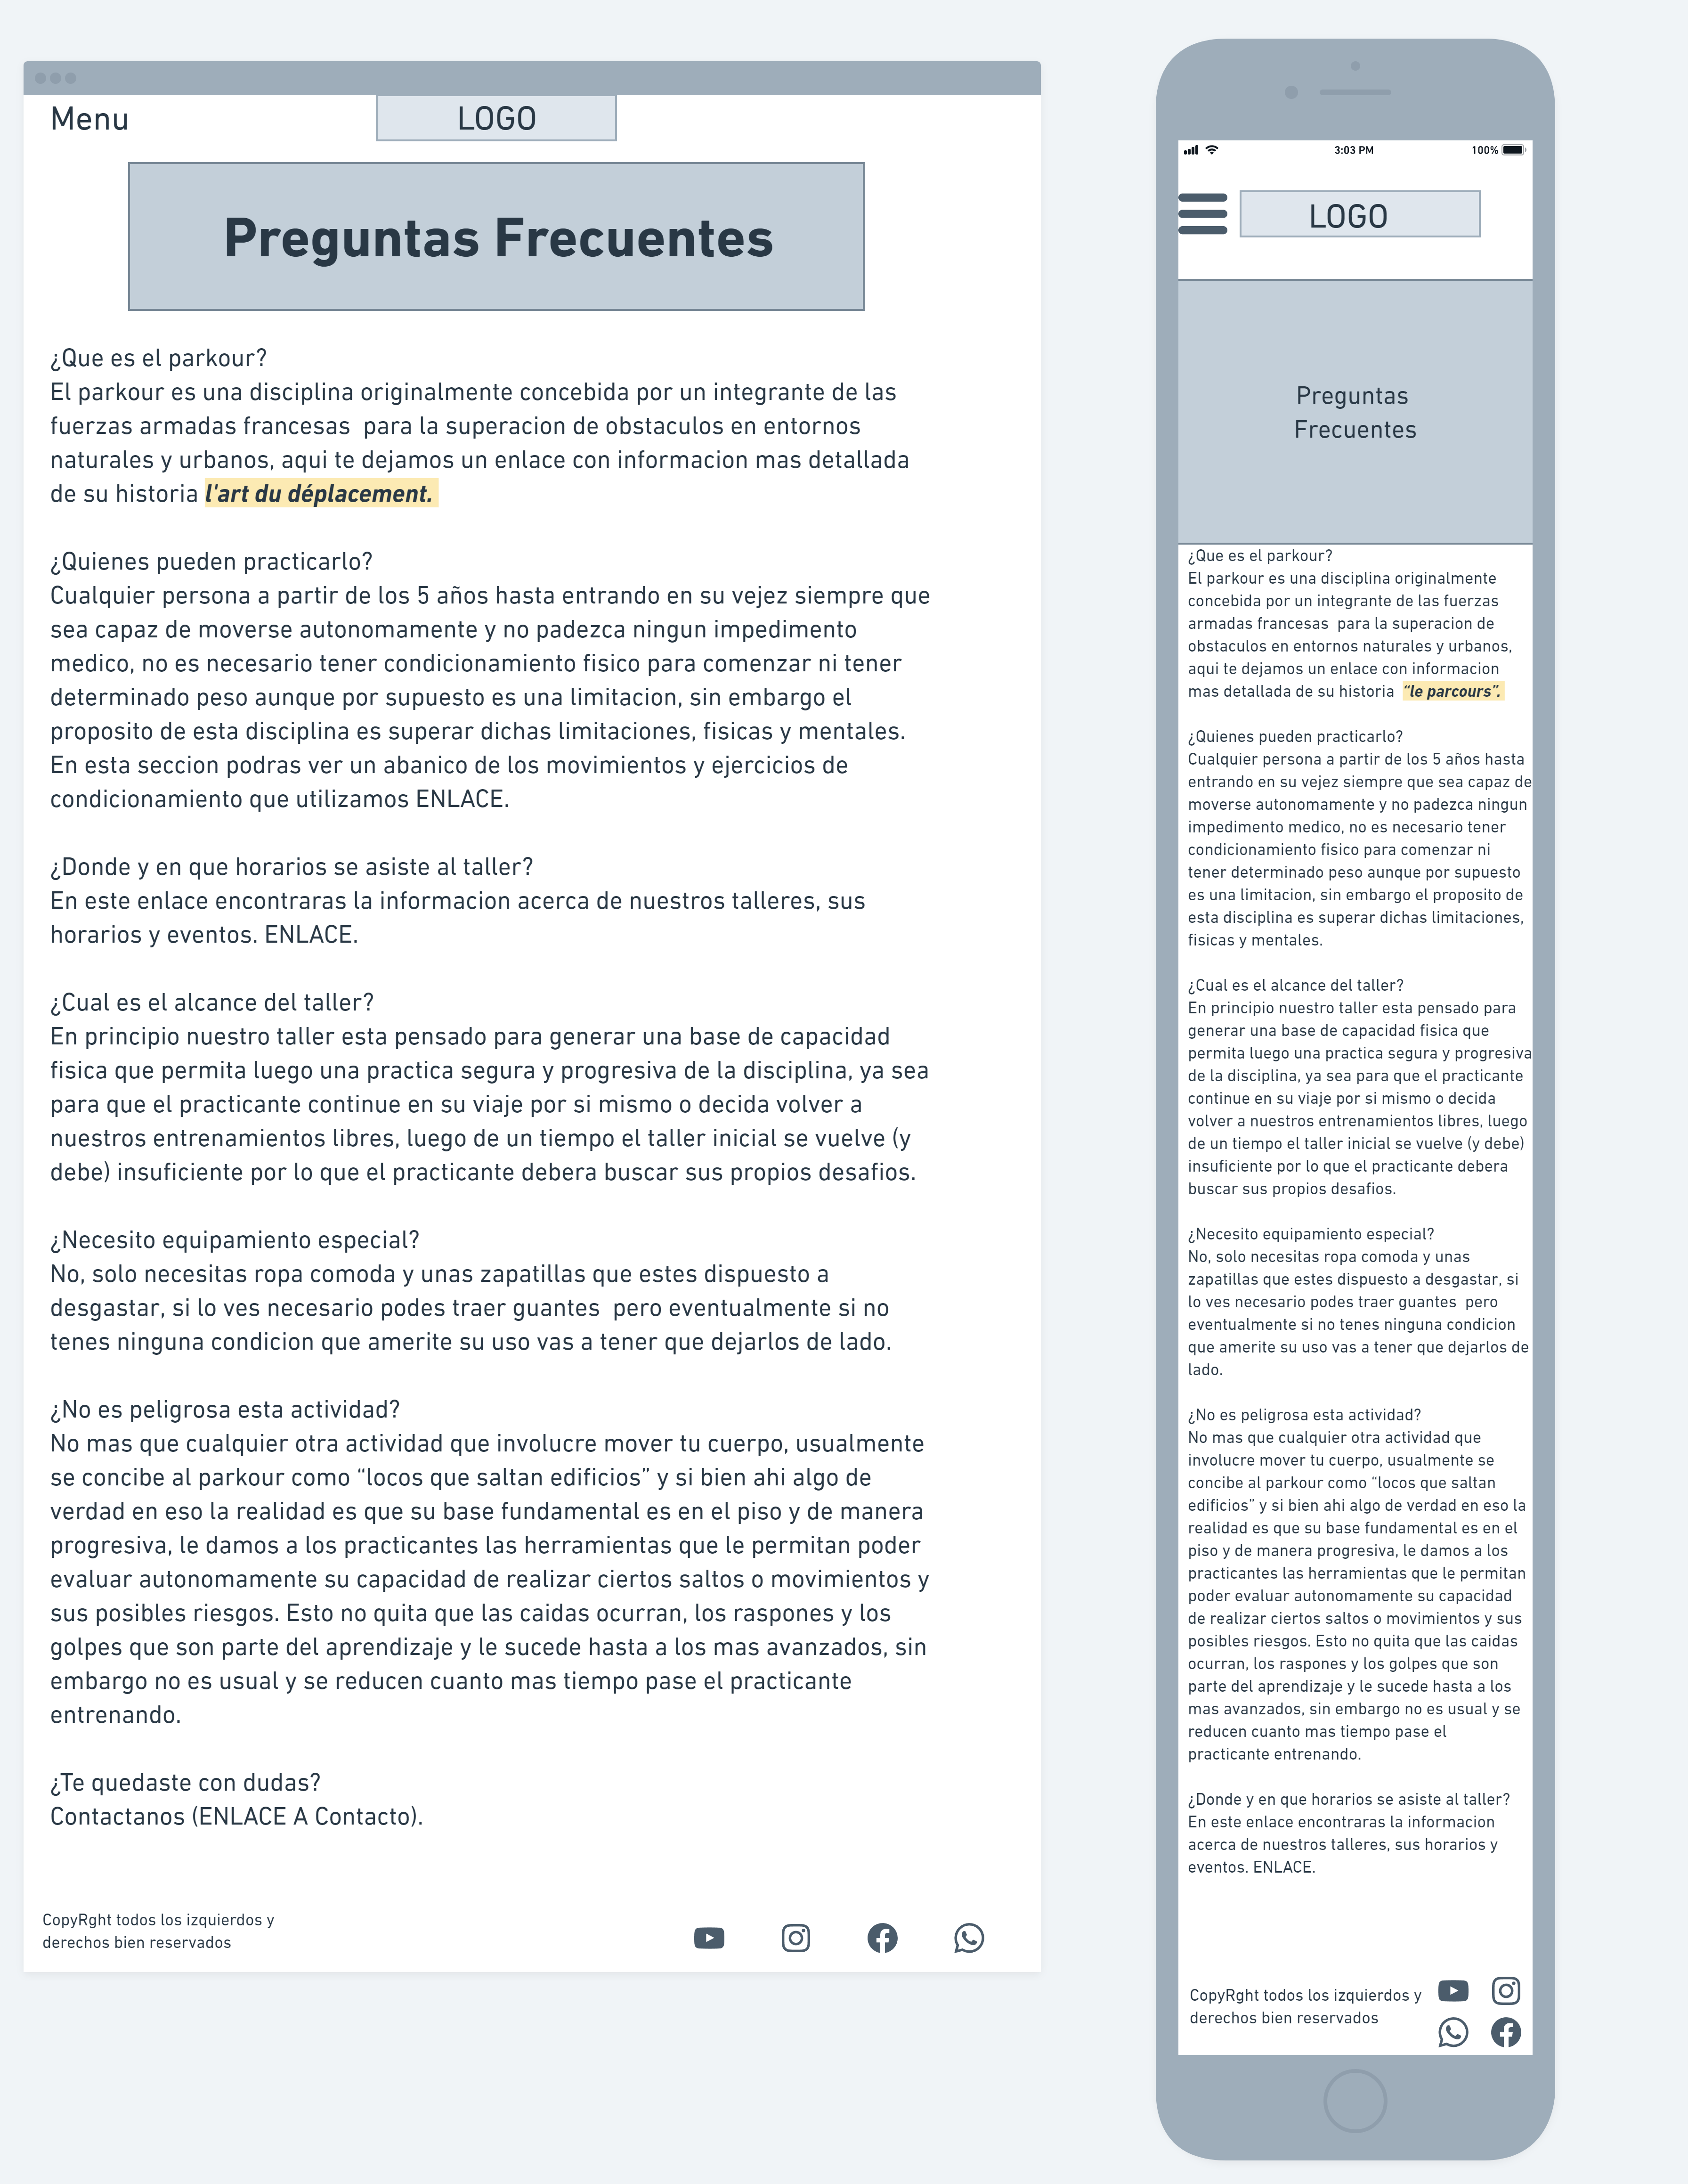 Menu
LOGO
Preguntas Frecuentes
¿Que es el parkour?
El parkour es una disciplina originalmente concebida por un integrante de las
fuerzas armadas francesas  para la superacion de obstaculos en entornos
naturales y urbanos, aqui te dejamos un enlace con informacion mas detallada
de su historia l'art du déplacement.
¿Quienes pueden practicarlo?
Cualquier persona a partir de los 5 años hasta entrando en su vejez siempre que
sea capaz de moverse autonomamente y no padezca ningun impedimento
medico, no es necesario tener condicionamiento fisico para comenzar ni tener
determinado peso aunque por supuesto es una limitacion, sin embargo el
proposito de esta disciplina es superar dichas limitaciones, fisicas y mentales.
En esta seccion podras ver un abanico de los movimientos y ejercicios de
condicionamiento que utilizamos ENLACE.
¿Donde y en que horarios se asiste al taller?
En este enlace encontraras la informacion acerca de nuestros talleres, sus
horarios y eventos. ENLACE.
¿Cual es el alcance del taller?
En principio nuestro taller esta pensado para generar una base de capacidad
fisica que permita luego una practica segura y progresiva de la disciplina, ya sea
para que el practicante continue en su viaje por si mismo o decida volver a
nuestros entrenamientos libres, luego de un tiempo el taller inicial se vuelve (y
debe) insuficiente por lo que el practicante debera buscar sus propios desafios.
¿Necesito equipamiento especial?
No, solo necesitas ropa comoda y unas zapatillas que estes dispuesto a
desgastar, si lo ves necesario podes traer guantes  pero eventualmente si no
tenes ninguna condicion que amerite su uso vas a tener que dejarlos de lado.
¿No es peligrosa esta actividad?
No mas que cualquier otra actividad que involucre mover tu cuerpo, usualmente
se concibe al parkour como “locos que saltan edificios” y si bien ahi algo de
verdad en eso la realidad es que su base fundamental es en el piso y de manera
progresiva, le damos a los practicantes las herramientas que le permitan poder
evaluar autonomamente su capacidad de realizar ciertos saltos o movimientos y
sus posibles riesgos. Esto no quita que las caidas ocurran, los raspones y los
golpes que son parte del aprendizaje y le sucede hasta a los mas avanzados, sin
embargo no es usual y se reducen cuanto mas tiempo pase el practicante
entrenando.
¿Te quedaste con dudas?
Contactanos (ENLACE A Contacto).
CopyRght todos los izquierdos y
derechos bien reservados
3:03 PM
100%
LOGO
Preguntas
Frecuentes
¿Que es el parkour?
El parkour es una disciplina originalmente
concebida por un integrante de las fuerzas
armadas francesas  para la superacion de
obstaculos en entornos naturales y urbanos,
aqui te dejamos un enlace con informacion
mas detallada de su historia  “le parcours”.
¿Quienes pueden practicarlo?
Cualquier persona a partir de los 5 años hasta
entrando en su vejez siempre que sea capaz de
moverse autonomamente y no padezca ningun
impedimento medico, no es necesario tener
condicionamiento fisico para comenzar ni
tener determinado peso aunque por supuesto
es una limitacion, sin embargo el proposito de
esta disciplina es superar dichas limitaciones,
fisicas y mentales.
¿Cual es el alcance del taller?
En principio nuestro taller esta pensado para
generar una base de capacidad fisica que
permita luego una practica segura y progresiva
de la disciplina, ya sea para que el practicante
continue en su viaje por si mismo o decida
volver a nuestros entrenamientos libres, luego
de un tiempo el taller inicial se vuelve (y debe)
insuficiente por lo que el practicante debera
buscar sus propios desafios.
¿Necesito equipamiento especial?
No, solo necesitas ropa comoda y unas
zapatillas que estes dispuesto a desgastar, si
lo ves necesario podes traer guantes  pero
eventualmente si no tenes ninguna condicion
que amerite su uso vas a tener que dejarlos de
lado.
¿No es peligrosa esta actividad?
No mas que cualquier otra actividad que
involucre mover tu cuerpo, usualmente se
concibe al parkour como “locos que saltan
edificios” y si bien ahi algo de verdad en eso la
realidad es que su base fundamental es en el
piso y de manera progresiva, le damos a los
practicantes las herramientas que le permitan
poder evaluar autonomamente su capacidad
de realizar ciertos saltos o movimientos y sus
posibles riesgos. Esto no quita que las caidas
ocurran, los raspones y los golpes que son
parte del aprendizaje y le sucede hasta a los
mas avanzados, sin embargo no es usual y se
reducen cuanto mas tiempo pase el
practicante entrenando.
¿Donde y en que horarios se asiste al taller?
En este enlace encontraras la informacion
acerca de nuestros talleres, sus horarios y
eventos. ENLACE.
CopyRght todos los izquierdos y
derechos bien reservados